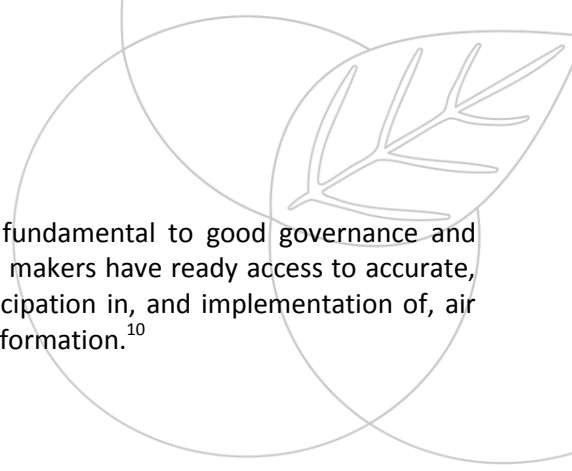 fundamental to good governance and
makers have ready access to accurate,
cipation in, and implementation of, air
formation.10